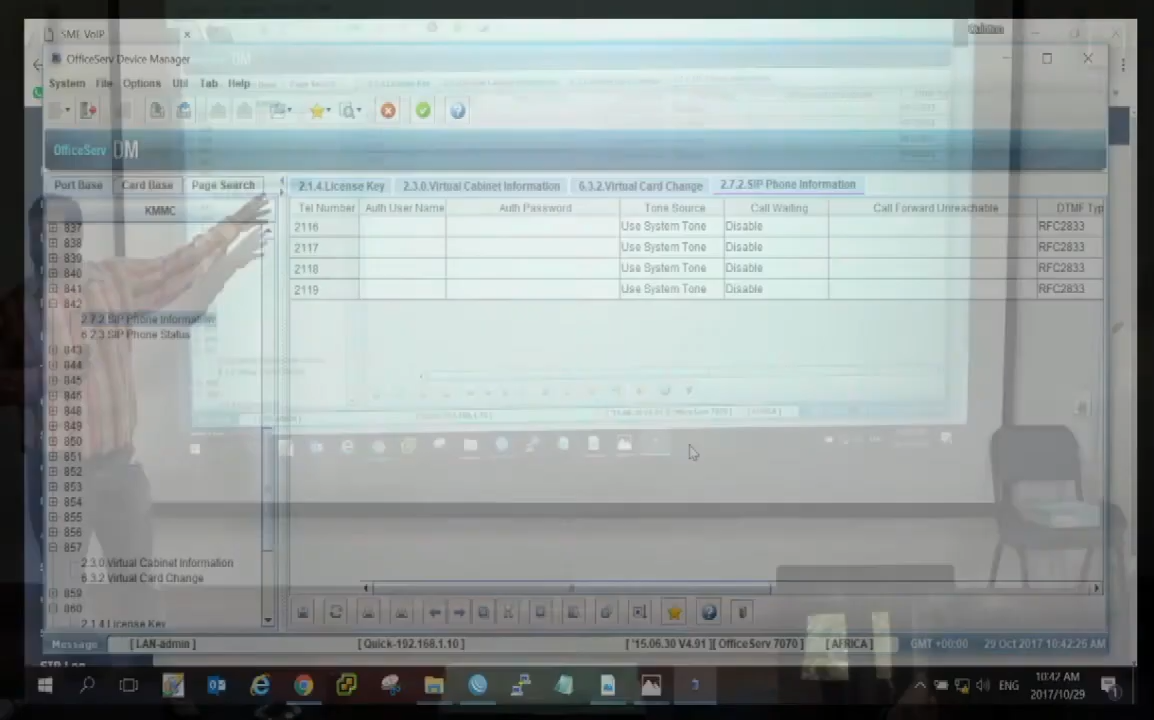 SME VoIP
OfficeServ Device Manager
System File Options Util Tab Help
OfficeServ DM
Port Base Card Base Page Search
2.1.4.License Key 2.3.0.Virtual Cabinet Information 6.3.2.Virtual Card Change 2.7.2.SIP Phone Information
KMMC
Tel Number Auth User Name Auth Password Tone Source Call Waiting Call Forward Unreachable DTMF Typ
2116 Use System Tone Disable RFC2833
2117 Use System Tone Disable RFC2833
2118 Use System Tone Disable RFC2833
2119 Use System Tone Disable RFC2833
837
838
839
840
841
842
2.7.2 SIP Phone Information
6.2.3 SIP Phone Status
843
844
845
846
848
849
850
851
852
853
854
855
856
857
2.3.0.Virtual Cabinet Information
6.3.2 Virtual Card Change
859
860
2.1.4 License Key
Message [ LAN-admin ] [ Quick-192.168.1.10 ] [ '15.06.30 V4.91 ][ OfficeServ 7070 ] [ AFRICA ] GMT +00:00 29 Oct 2017 10:42:26 AM
ENG 10:42 AM
2017/10/29